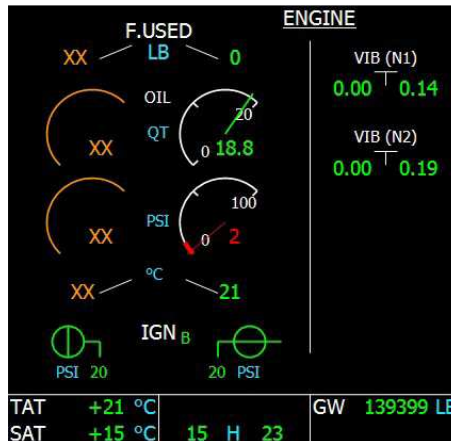 ENGINE
F.USED
XX LB 0
VIB (N1)
0.00 0.14
OIL
20
XX QT 0 18.8
VIB (N2)
0.00 0.19
100
XX PSI 0 2
°C
XX 21
IGN B
PSI 20 20 PSI
TAT +21 °C GW 139399 LB
SAT +15 °C 15 H 23